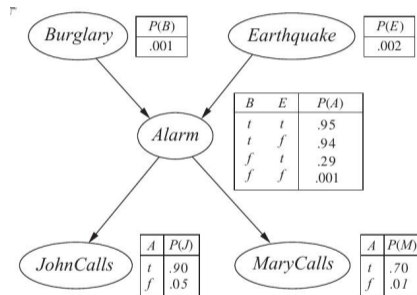 Burglary
P(B)
.001
Earthquake
P(E)
.002
B E P(A)
t t .95
t f .94
f t .29
f f .001
Alarm
A P(J)
t .90
f .05
JohnCalls
A P(M)
t .70
f .01
MaryCalls